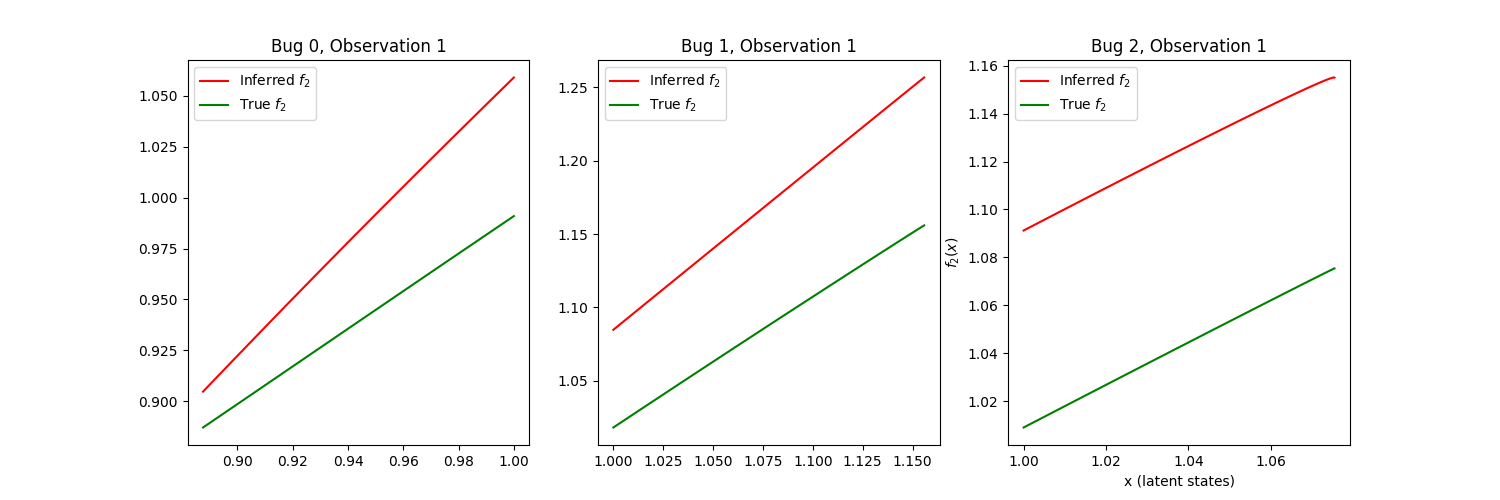 Bug 0, Observation 1
Inferred f₂
True f₂
1.050
1.025
1.000
0.975
0.950
0.925
0.900
0.90 0.92 0.94 0.96 0.98 1.00
Bug 1, Observation 1
Inferred f₂
True f₂
1.25
1.20
1.15
1.10
1.05
1.000 1.025 1.050 1.075 1.100 1.125 1.150
Bug 2, Observation 1
Inferred f₂
True f₂
f₂(x)
1.16
1.14
1.12
1.10
1.08
1.06
1.04
1.02
1.00 1.02 1.04 1.06
x (latent states)